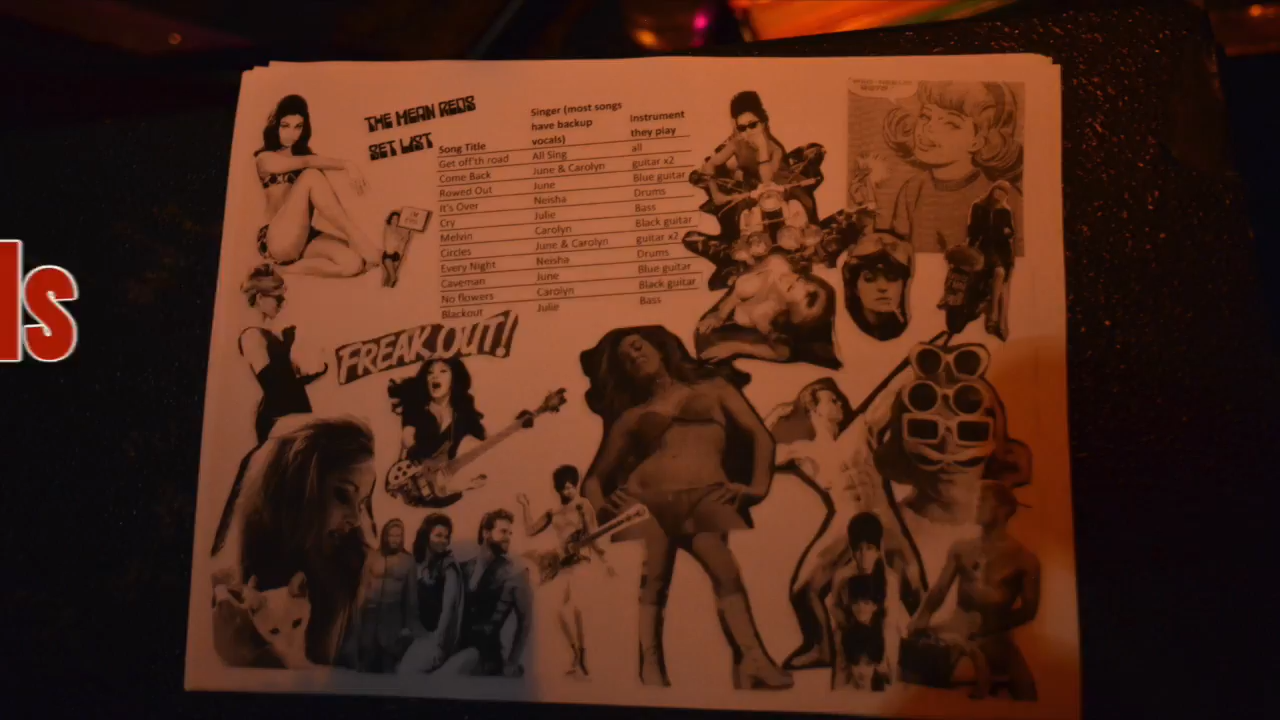 ls
THE MEAN REDS
SET LIST
Song Title Singer (most songs have backup vocals) Instrument they play
Get off'th road All Sing all
Come Back June & Carolyn guitar x2
Rowed Out June Blue guitar
It's Over Neisha Drums
Cry Julie Bass
Melvin Carolyn Black guitar
Circles June & Carolyn guitar x2
Every Night Neisha Drums
Caveman June Blue guitar
No flowers Carolyn Black guitar
Blackout Julie Bass
FREAK OUT!